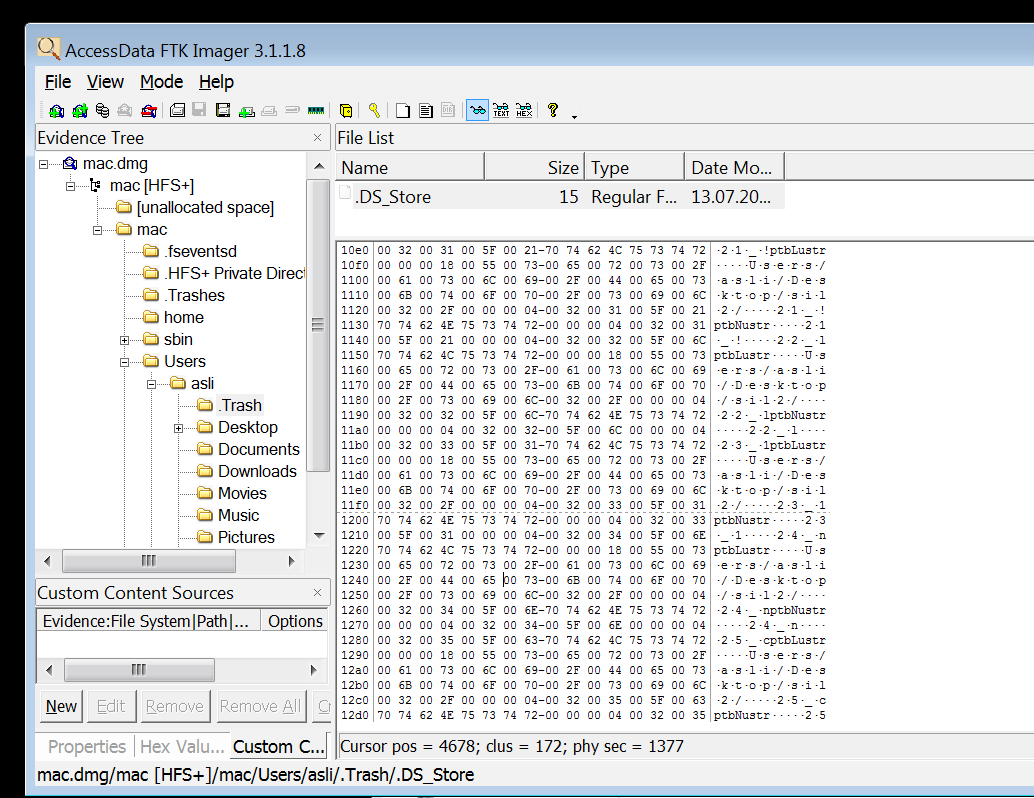 AccessData FTK Imager 3.1.1.8
File View Mode Help
Evidence Tree ×
mac.dmg
mac [HFS+]
[unallocated space]
mac
.fseventsd
.HFS+ Private Direct
.Trashes
home
sbin
Users
asli
.Trash
Desktop
Documents
Downloads
Movies
Music
Pictures
Custom Content Sources ×
Evidence:File System|Path|... Options
New Edit Remove Remove All Cr
Properties Hex Valu... Custom C...
File List
Name Size Type Date Mo...
.DS_Store 15 Regular F... 13.07.20...
10e0 00 32 00 31 00 5F 00 21-70 74 62 4C 75 73 74 72 ·2·1·_·!ptbLustr
10f0 00 00 00 18 00 55 00 73-00 65 00 72 00 73 00 2F ·····U·s·e·r·s·/
1100 00 61 00 73 00 6C 00 69-00 2F 00 44 00 65 00 73 ·a·s·l·i·/·D·e·s
1110 00 6B 00 74 00 6F 00 70-00 2F 00 73 00 69 00 6C ·k·t·o·p·/·s·i·l
1120 00 32 00 2F 00 00 00 04-00 32 00 31 00 5F 00 21 ·2·/·····2·1·_·!
1130 70 74 62 4E 75 73 74 72-00 00 00 04 00 32 00 31 ptbNustr·····2·1
1140 00 5F 00 21 00 00 00 04-00 32 00 32 00 5F 00 6C ·_·!·····2·2·_·l
1150 70 74 62 4C 75 73 74 72-00 00 00 18 00 55 00 73 ptbLustr·····U·s
1160 00 65 00 72 00 73 00 2F-00 61 00 73 00 6C 00 69 ·e·r·s·/·a·s·l·i
1170 00 2F 00 44 00 65 00 73-00 6B 00 74 00 6F 00 70 ·/·D·e·s·k·t·o·p
1180 00 2F 00 73 00 69 00 6C-00 32 00 2F 00 00 00 04 ·/·s·i·l·2·/····
1190 00 32 00 32 00 5F 00 6C-70 74 62 4E 75 73 74 72 ·2·2·_·lptbNustr
11a0 00 00 00 04 00 32 00 32-00 5F 00 6C 00 00 00 04 ·····2·2·_·l····
11b0 00 32 00 33 00 5F 00 31-70 74 62 4C 75 73 74 72 ·2·3·_·1ptbLustr
11c0 00 00 00 18 00 55 00 73-00 65 00 72 00 73 00 2F ·····U·s·e·r·s·/
11d0 00 61 00 73 00 6C 00 69-00 2F 00 44 00 65 00 73 ·a·s·l·i·/·D·e·s
11e0 00 6B 00 74 00 6F 00 70-00 2F 00 73 00 69 00 6C ·k·t·o·p·/·s·i·l
11f0 00 32 00 2F 00 00 00 04-00 32 00 33 00 5F 00 31 ·2·/·····2·3·_·1
1200 70 74 62 4E 75 73 74 72-00 00 00 04 00 32 00 33 ptbNustr·····2·3
1210 00 5F 00 31 00 00 00 04-00 32 00 34 00 5F 00 6E ·_·1·····2·4·_·n
1220 70 74 62 4C 75 73 74 72-00 00 00 18 00 55 00 73 ptbLustr·····U·s
1230 00 65 00 72 00 73 00 2F-00 61 00 73 00 6C 00 69 ·e·r·s·/·a·s·l·i
1240 00 2F 00 44 00 65 00 73-00 6B 00 74 00 6F 00 70 ·/·D·e·s·k·t·o·p
1250 00 2F 00 73 00 69 00 6C-00 32 00 2F 00 00 00 04 ·/·s·i·l·2·/····
1260 00 32 00 34 00 5F 00 6E-70 74 62 4E 75 73 74 72 ·2·4·_·nptbNustr
1270 00 00 00 04 00 32 00 34-00 5F 00 6E 00 00 00 04 ·····2·4·_·n····
1280 00 32 00 35 00 5F 00 63-70 74 62 4C 75 73 74 72 ·2·5·_·cptbLustr
1290 00 00 00 18 00 55 00 73-00 65 00 72 00 73 00 2F ·····U·s·e·r·s·/
12a0 00 61 00 73 00 6C 00 69-00 2F 00 44 00 65 00 73 ·a·s·l·i·/·D·e·s
12b0 00 6B 00 74 00 6F 00 70-00 2F 00 73 00 69 00 6C ·k·t·o·p·/·s·i·l
12c0 00 32 00 2F 00 00 00 04-00 32 00 35 00 5F 00 63 ·2·/·····2·5·_·c
12d0 70 74 62 4E 75 73 74 72-00 00 00 04 00 32 00 35 ptbNustr·····2·5
Cursor pos = 4678; clus = 172; phy sec = 1377
mac.dmg/mac [HFS+]/mac/Users/asli/.Trash/.DS_Store